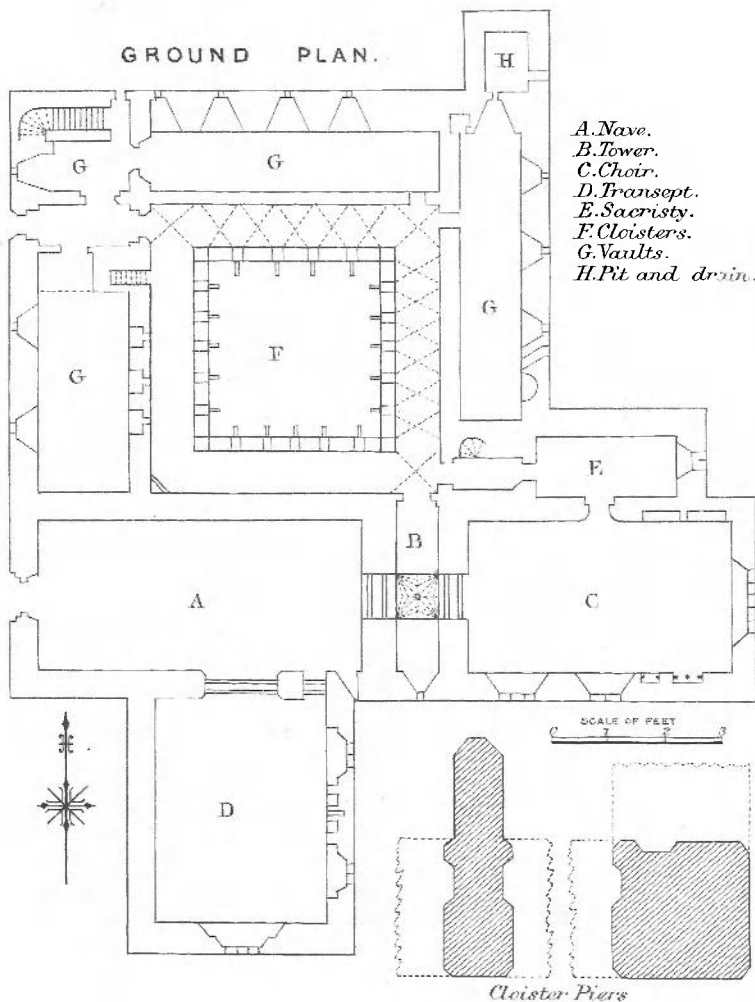 GROUND PLAN.
H
A. Nave.
B. Tower.
C. Choir.
D. Transept.
E. Sacristy.
F. Cloisters.
G. Vaults.
H. Pit and drain.
G
G
G
F
G
E
B
A
C
SCALE OF FEET
0 1 2 3
N
D
Cloister Piers